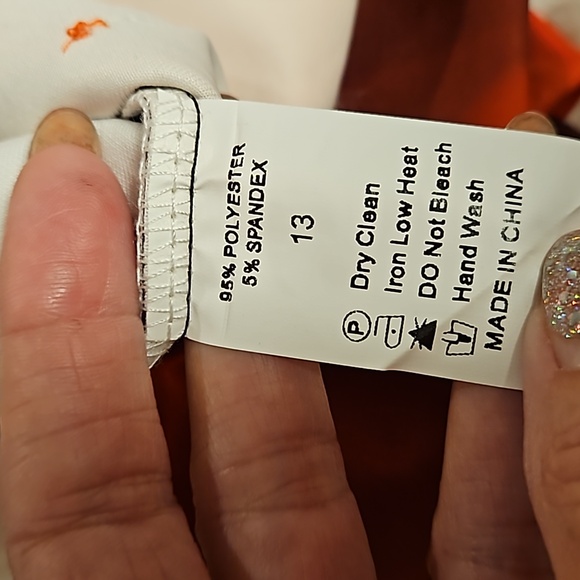 95% POLYESTER
5% SPANDEX
13
P Dry Clean
Iron Low Heat
DO Not Bleach
Hand Wash
MADE IN CHINA